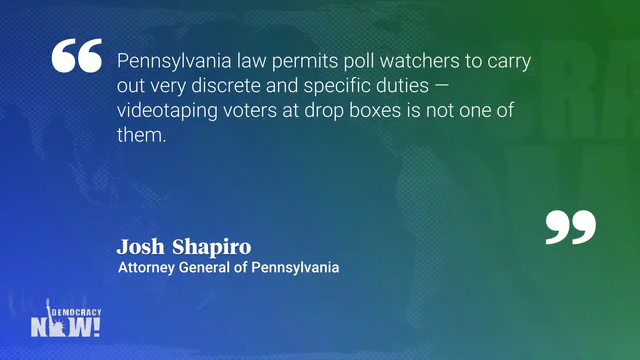 “
Pennsylvania law permits poll watchers to carry
out very discrete and specific duties —
videotaping voters at drop boxes is not one of
them.
”
Josh Shapiro
Attorney General of Pennsylvania
DEMOCRACY
NOW!